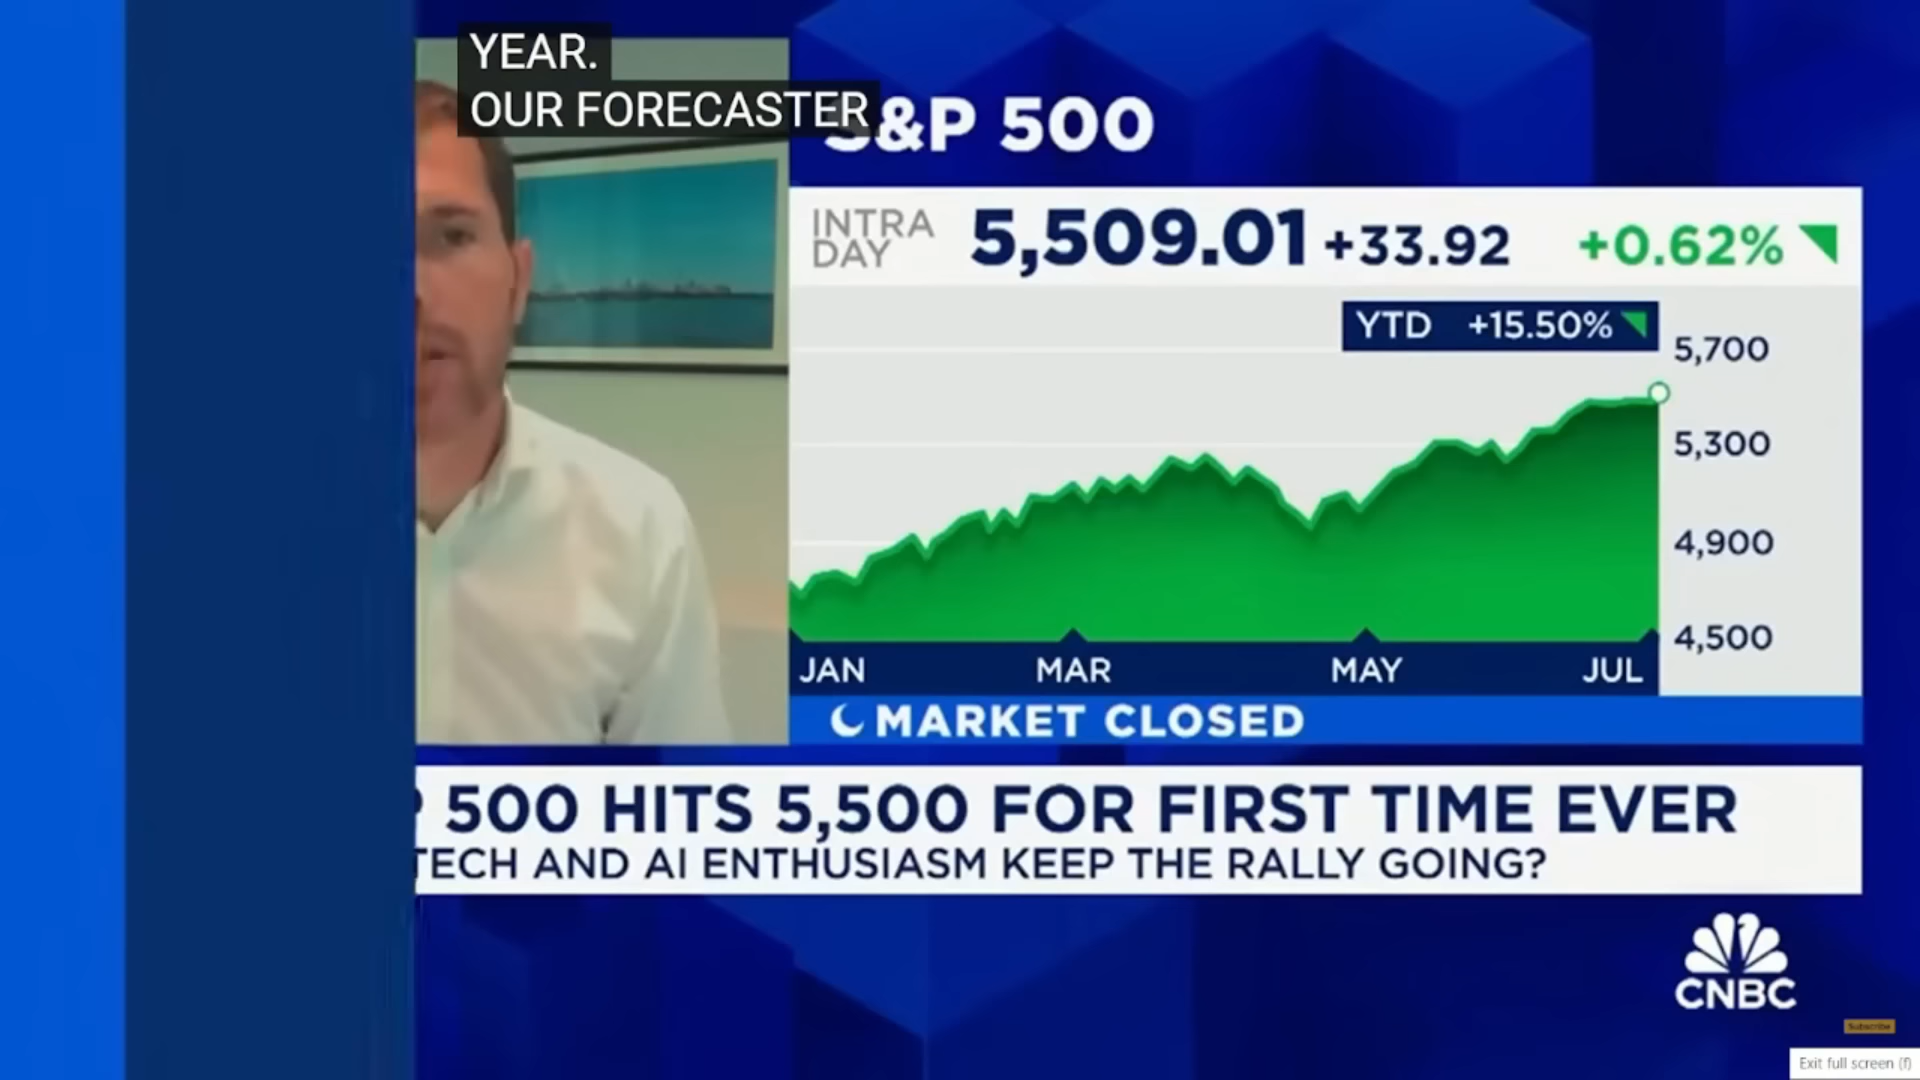 YEAR.
OUR FORECASTER
S&P 500
INTRA DAY 5,509.01 +33.92 +0.62%
YTD +15.50%
5,700
5,300
4,900
4,500
JAN MAR MAY JUL
MARKET CLOSED
500 HITS 5,500 FOR FIRST TIME EVER
TECH AND AI ENTHUSIASM KEEP THE RALLY GOING?
CNBC
Subscribe
Exit full screen (f)